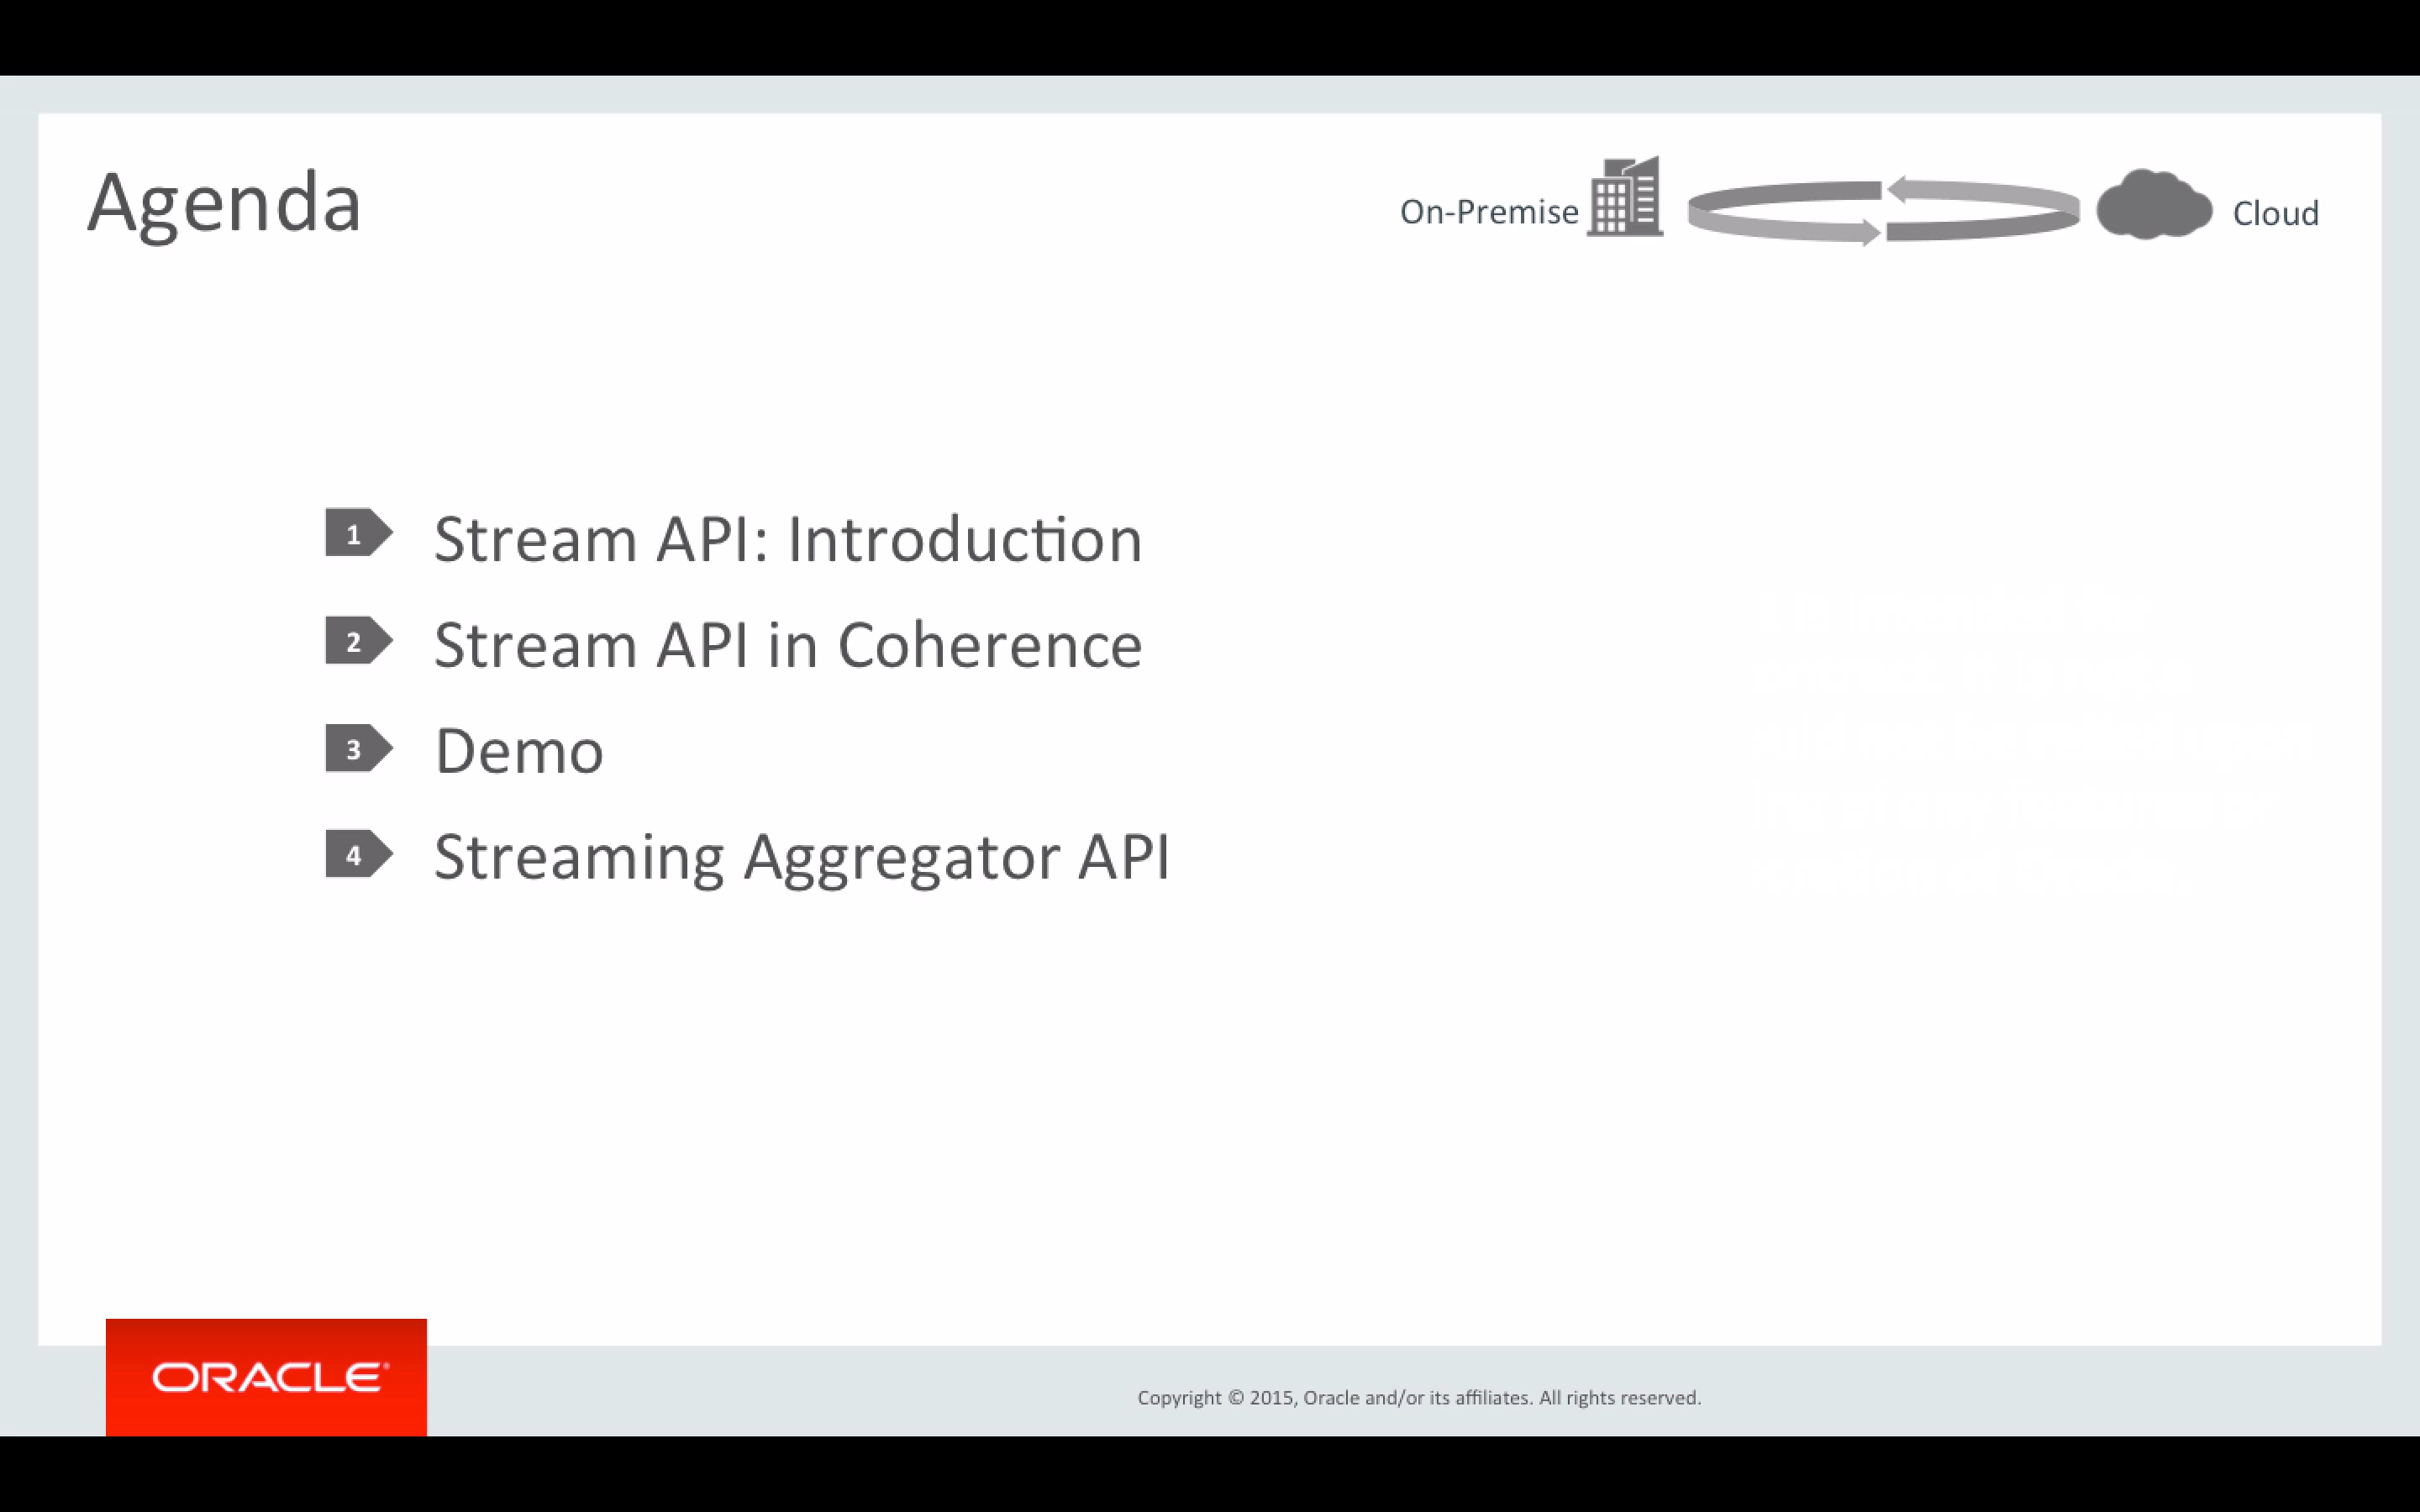 Agenda
On-Premise
Cloud
1 Stream API: Introduction
2 Stream API in Coherence
3 Demo
4 Streaming Aggregator API
ORACLE®
Copyright © 2015, Oracle and/or its affiliates. All rights reserved.